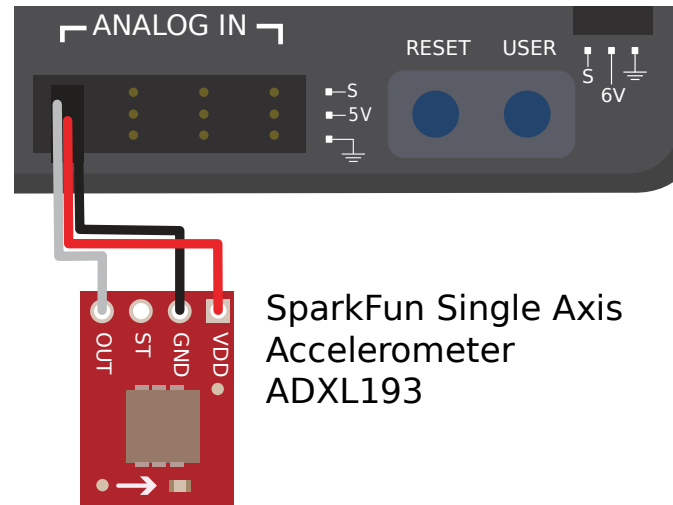 ANALOG IN
RESET USER
S
5V
S
6V
OUT ST GND VDD
SparkFun Single Axis
Accelerometer
ADXL193